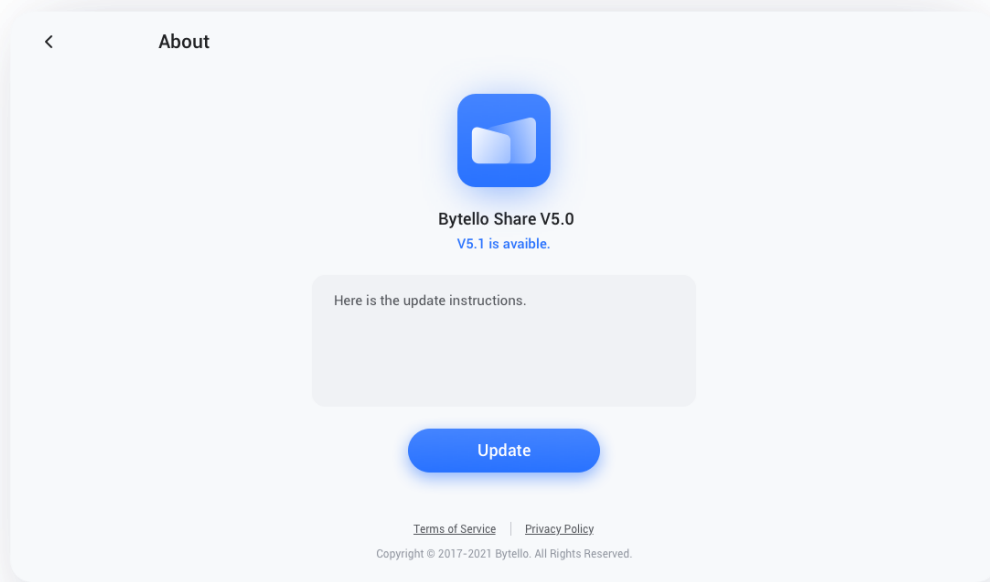 About
Bytello Share V5.0
V5.1 is avaible.
Here is the update instructions.
Update
Terms of Service | Privacy Policy
Copyright © 2017-2021 Bytello. All Rights Reserved.